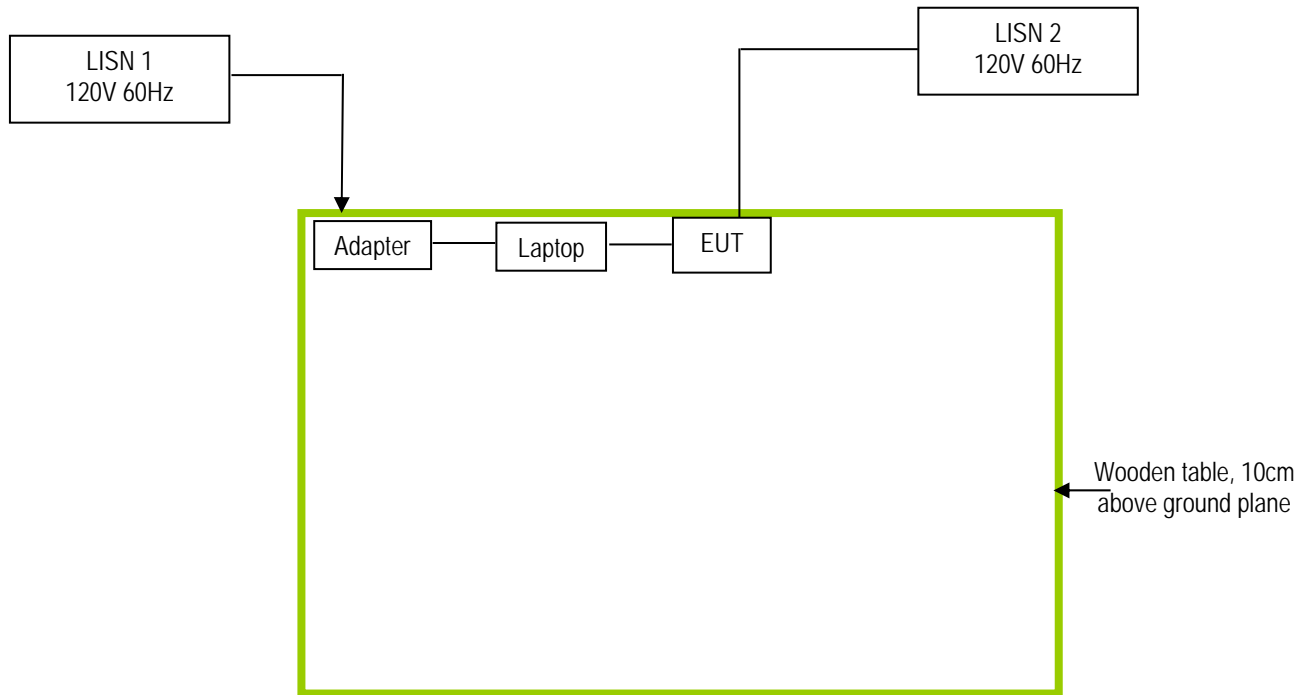 LISN 1
120V 60Hz
LISN 2
120V 60Hz
Adapter
Laptop
EUT
Wooden table, 10cm
above ground plane